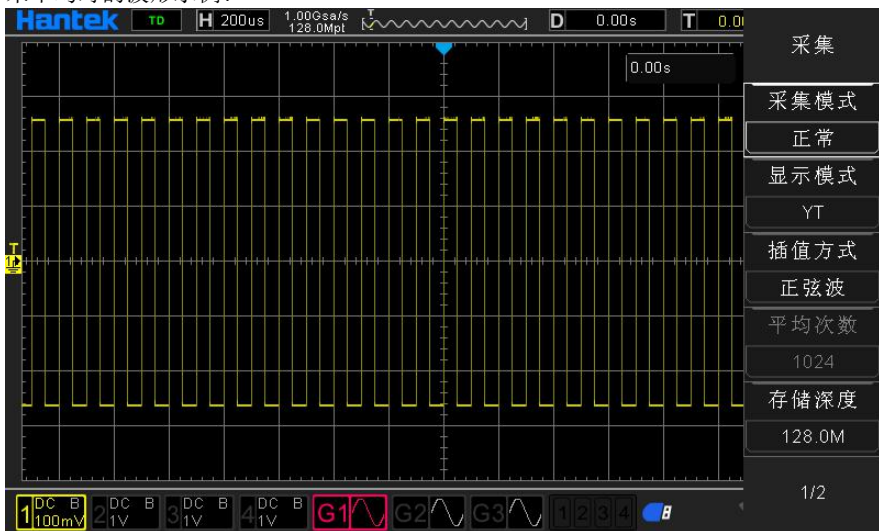 Hantek TD H 200us 1.00Gsa/s 128.0Mpt T D 0.00s T 0.0
采集
0.00s
采集模式
正常
显示模式
YT
插值方式
正弦波
平均次数
1024
存储深度
128.0M
1/2
T
1
1 DC B 100mV 2 DC B 1V 3 DC B 1V 4 DC B 1V G1 G2 G3 1 2 3 4